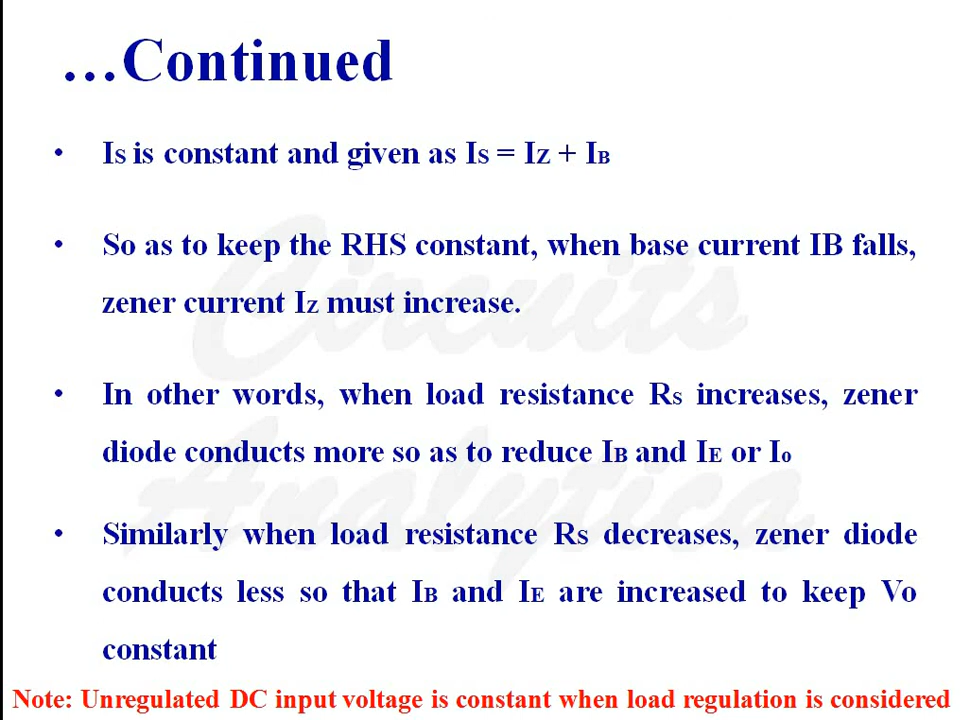 ...Continued
• Is is constant and given as Is = Iz + IB
• So as to keep the RHS constant, when base current IB falls,
zener current Iz must increase.
• In other words, when load resistance Rs increases, zener
diode conducts more so as to reduce IB and IE or Io
• Similarly when load resistance Rs decreases, zener diode
conducts less so that IB and IE are increased to keep Vo
constant
Note: Unregulated DC input voltage is constant when load regulation is considered
Circuits
Analytica